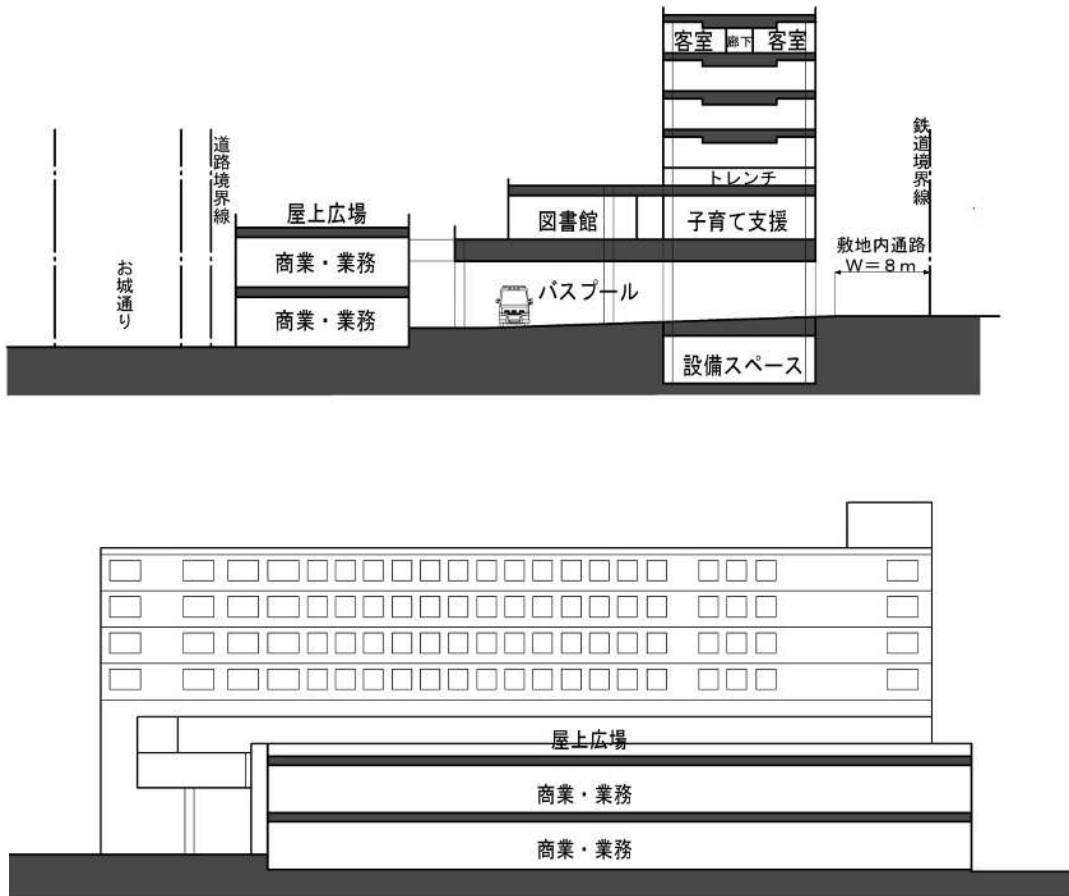 客室 廊下 客室
トレンチ
図書館 子育て支援
バスプール
設備スペース
屋上広場
商業・業務
商業・業務
道路境界線
お城通り
鉄道境界線
敷地内通路
W=8m
屋上広場
商業・業務
商業・業務